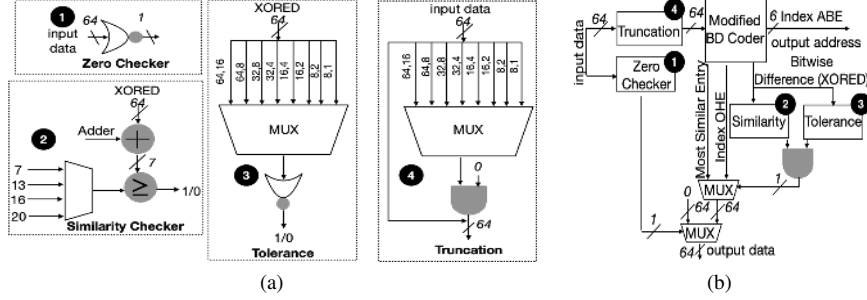 1
64
1
input
data
Zero Checker
XORED
64
2
Adder
+
7
7
13
16
20
≥
1/0
Similarity Checker
XORED
64
64,16
64,8
32,8
32,4
16,4
16,2
8,2
8,1
MUX
3
1/0
Tolerance
input data
64
64,16
64,8
32,8
32,4
16,4
16,2
8,2
8,1
MUX
0
4
64
Truncation
(a)
input data
64
4
Truncation
64
Modified
BD Coder
6 Index ABE
output address
Bitwise
Difference (XORED)
Zero
Checker
1
Most Similar Entry
Index OHE
2
Similarity
3
Tolerance
1
0
MUX
64
64
1
MUX
64
output data
(b)